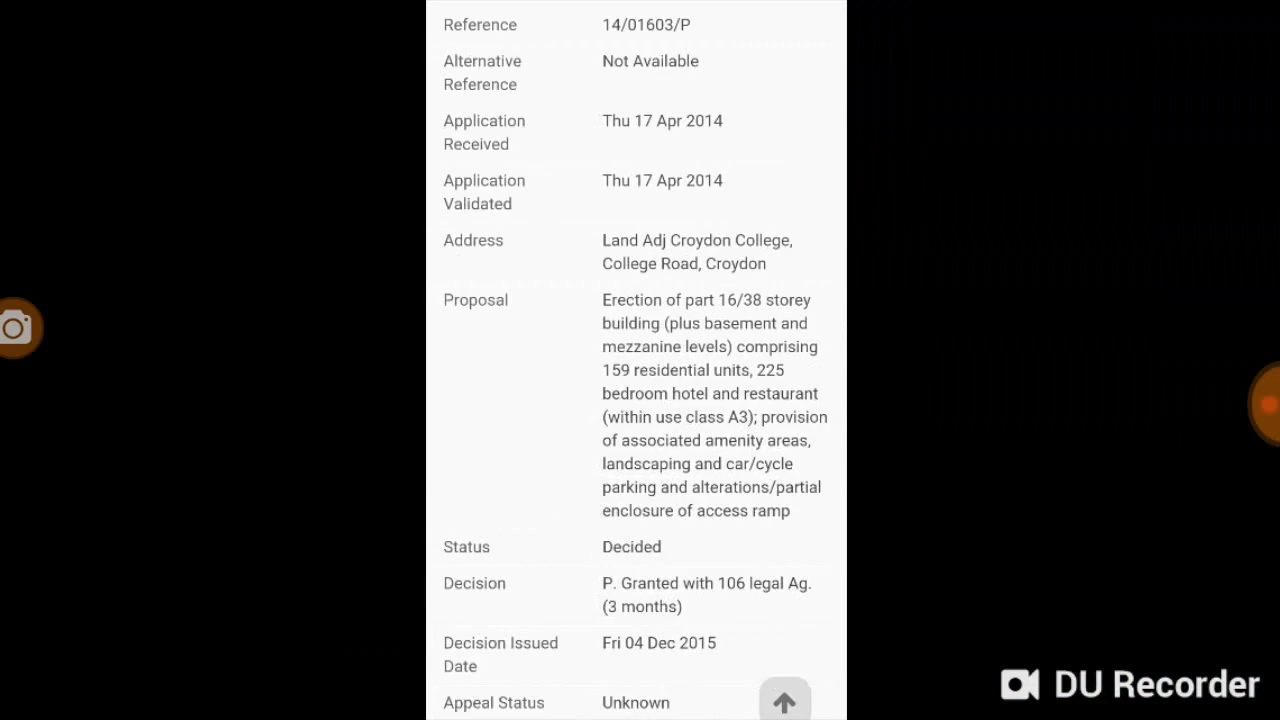 Reference 14/01603/P
Alternative Not Available
Reference
Application Thu 17 Apr 2014
Received
Application Thu 17 Apr 2014
Validated
Address Land Adj Croydon College,
College Road, Croydon
Proposal Erection of part 16/38 storey
building (plus basement and
mezzanine levels) comprising
159 residential units, 225
bedroom hotel and restaurant
(within use class A3); provision
of associated amenity areas,
landscaping and car/cycle
parking and alterations/partial
enclosure of access ramp
Status Decided
Decision P. Granted with 106 legal Ag.
(3 months)
Decision Issued Fri 04 Dec 2015
Date
Appeal Status Unknown
DU Recorder